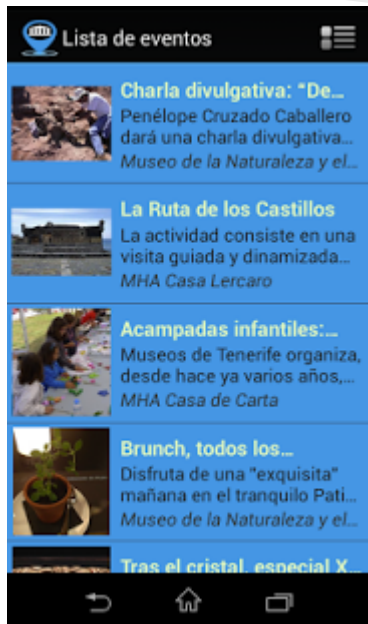 Lista de eventos
Charla divulgativa: “De...
Penélope Cruzado Caballero
dará una charla divulgativa...
Museo de la Naturaleza y el...
La Ruta de los Castillos
La actividad consiste en una
visita guiada y dinamizada...
MHA Casa Lercaro
Acampadas infantiles:...
Museos de Tenerife organiza,
desde hace ya varios años,...
MHA Casa de Carta
Brunch, todos los...
Disfruta de una "exquisita"
mañana en el tranquilo Pati...
Museo de la Naturaleza y el...
Tras el cristal, especial X...